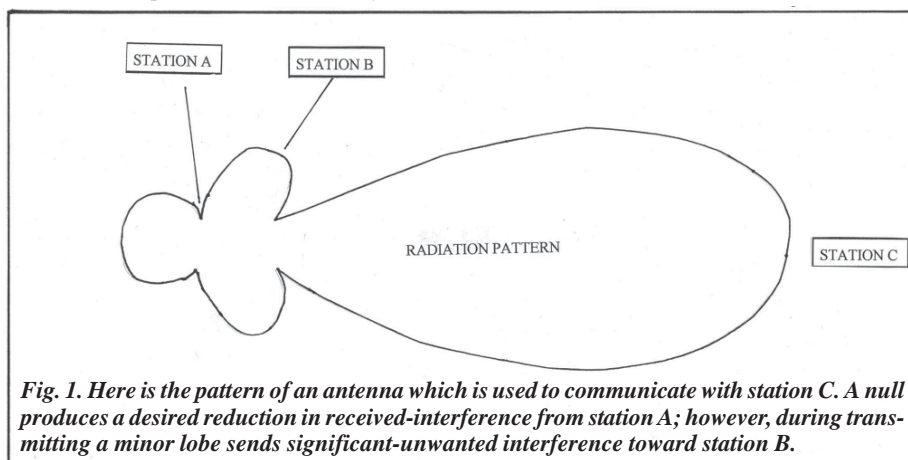 STATION A
STATION B
RADIATION PATTERN
STATION C
Fig. 1. Here is the pattern of an antenna which is used to communicate with station C. A null
produces a desired reduction in received-interference from station A; however, during trans-
mitting a minor lobe sends significant-unwanted interference toward station B.